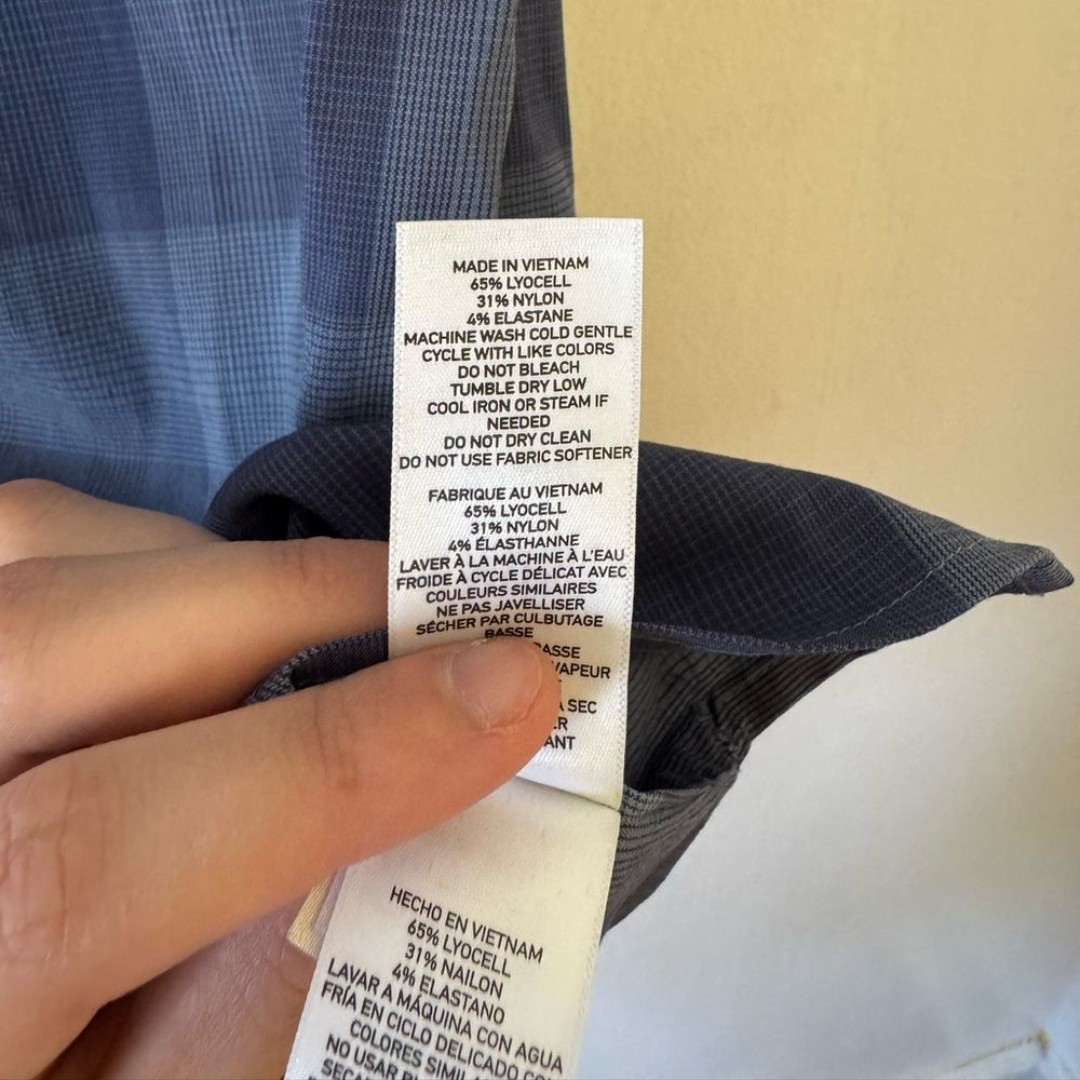 MADE IN VIETNAM
65% LYOCELL
31% NYLON
4% ELASTANE
MACHINE WASH COLD GENTLE
CYCLE WITH LIKE COLORS
DO NOT BLEACH
TUMBLE DRY LOW
COOL IRON OR STEAM IF
NEEDED
DO NOT DRY CLEAN
DO NOT USE FABRIC SOFTENER
FABRIQUE AU VIETNAM
65% LYOCELL
31% NYLON
4% ÉLASTHANNE
LAVER À LA MACHINE À L'EAU
FROIDE À CYCLE DÉLICAT AVEC
COULEURS SIMILAIRES
NE PAS JAVELLISER
SÉCHER PAR CULBUTAGE
BASSE
À SEC
HECHO EN VIETNAM
65% LYOCELL
31% NAILON
4% ELASTANO
LAVAR A MÁQUINA CON AGUA
FRÍA EN CICLO DELICADO
COLORES
NO USAR